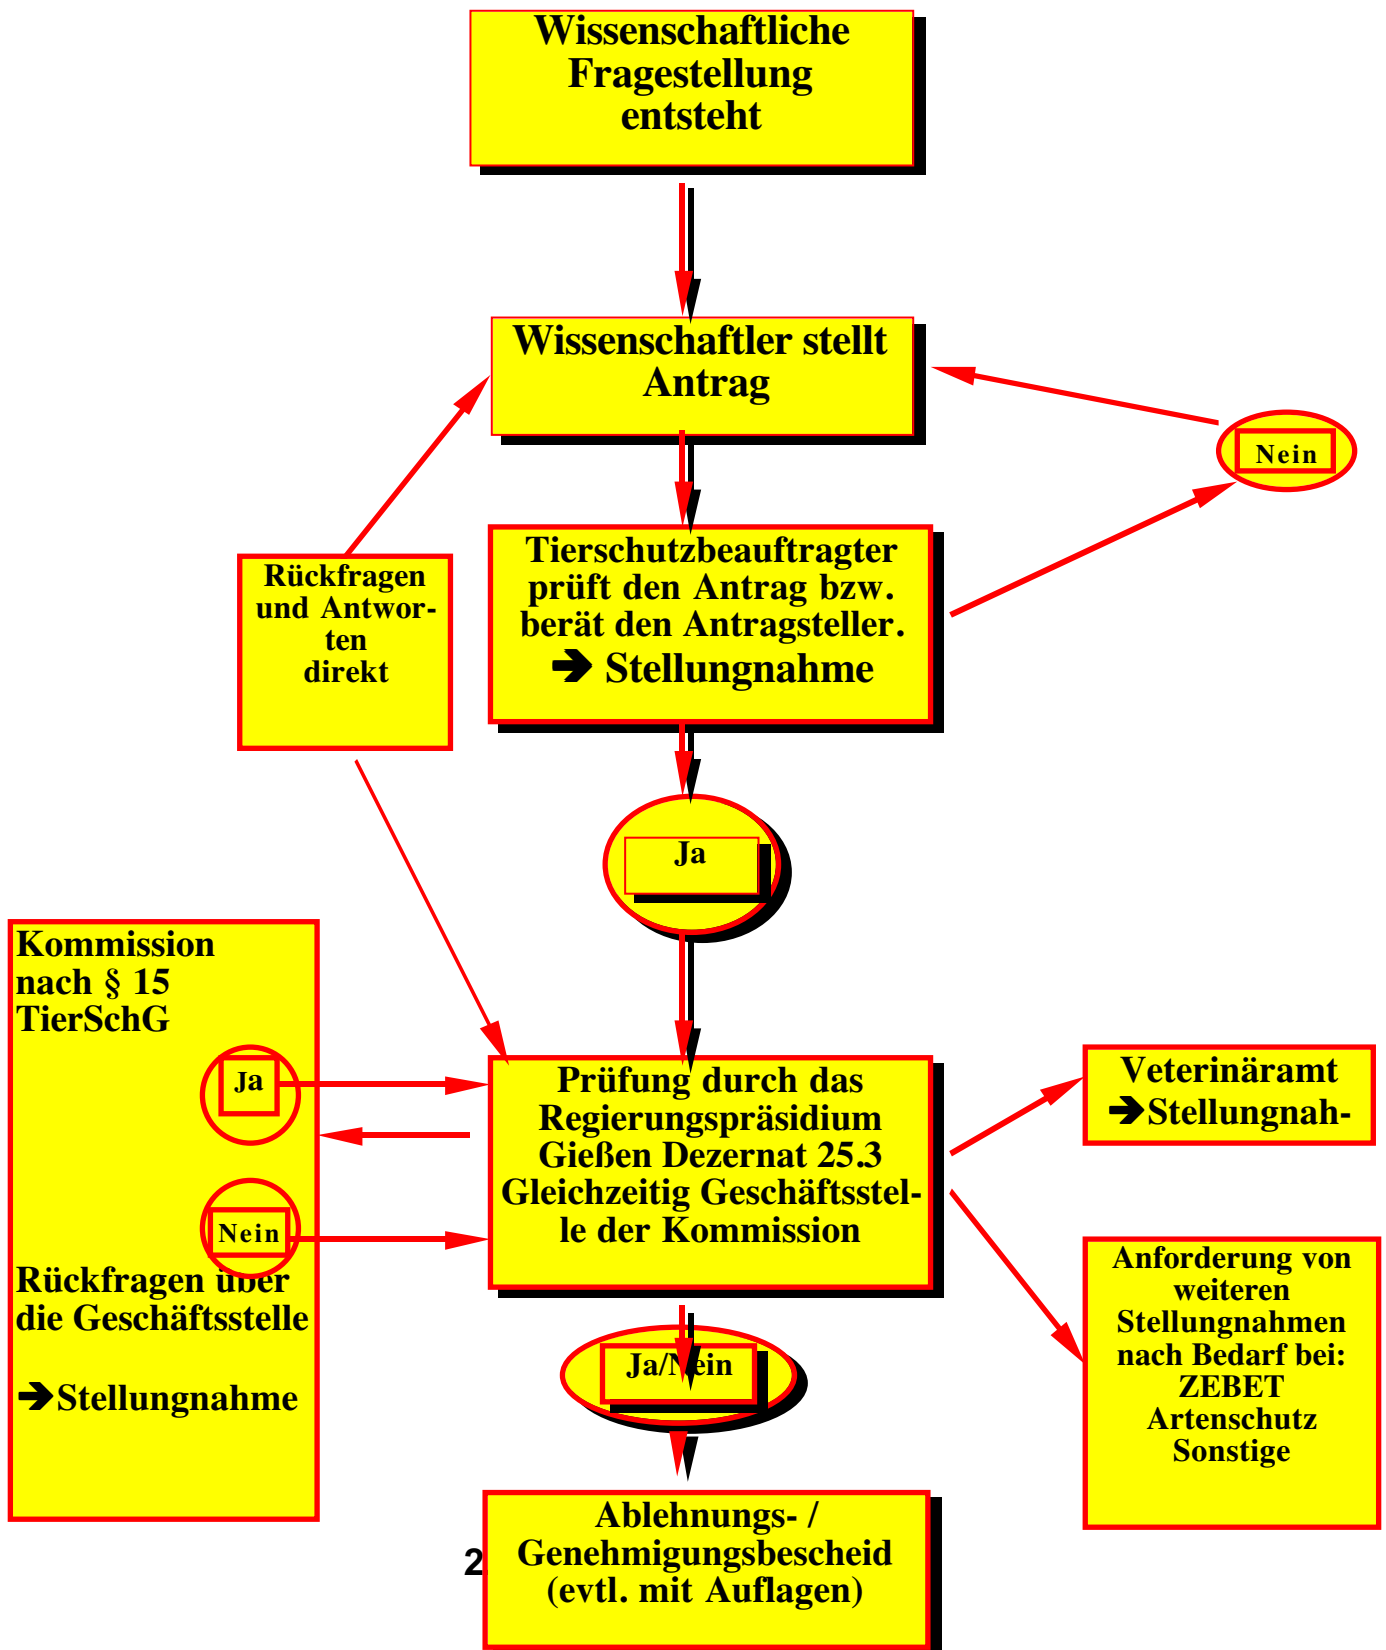 Wissenschaftliche
Fragestellung
entsteht
Wissenschaftler stellt
Antrag
Nein
Rückfragen
und Antwor-
ten
direkt
Tierschutzbeauftragter
prüft den Antrag bzw.
berät den Antragsteller.
➔ Stellungnahme
Ja
Kommission
nach § 15
TierSchG
Ja
Nein
Rückfragen über
die Geschäftsstelle
➔Stellungnahme
Prüfung durch das
Regierungspräsidium
Gießen Dezernat 25.3
Gleichzeitig Geschäftsstel-
le der Kommission
Veterinäramt
➔Stellungnah-
Anforderung von
weiteren
Stellungnahmen
nach Bedarf bei:
ZEBET
Artenschutz
Sonstige
Ja/Nein
Ablehnungs- /
Genehmigungsbescheid
(evtl. mit Auflagen)
2